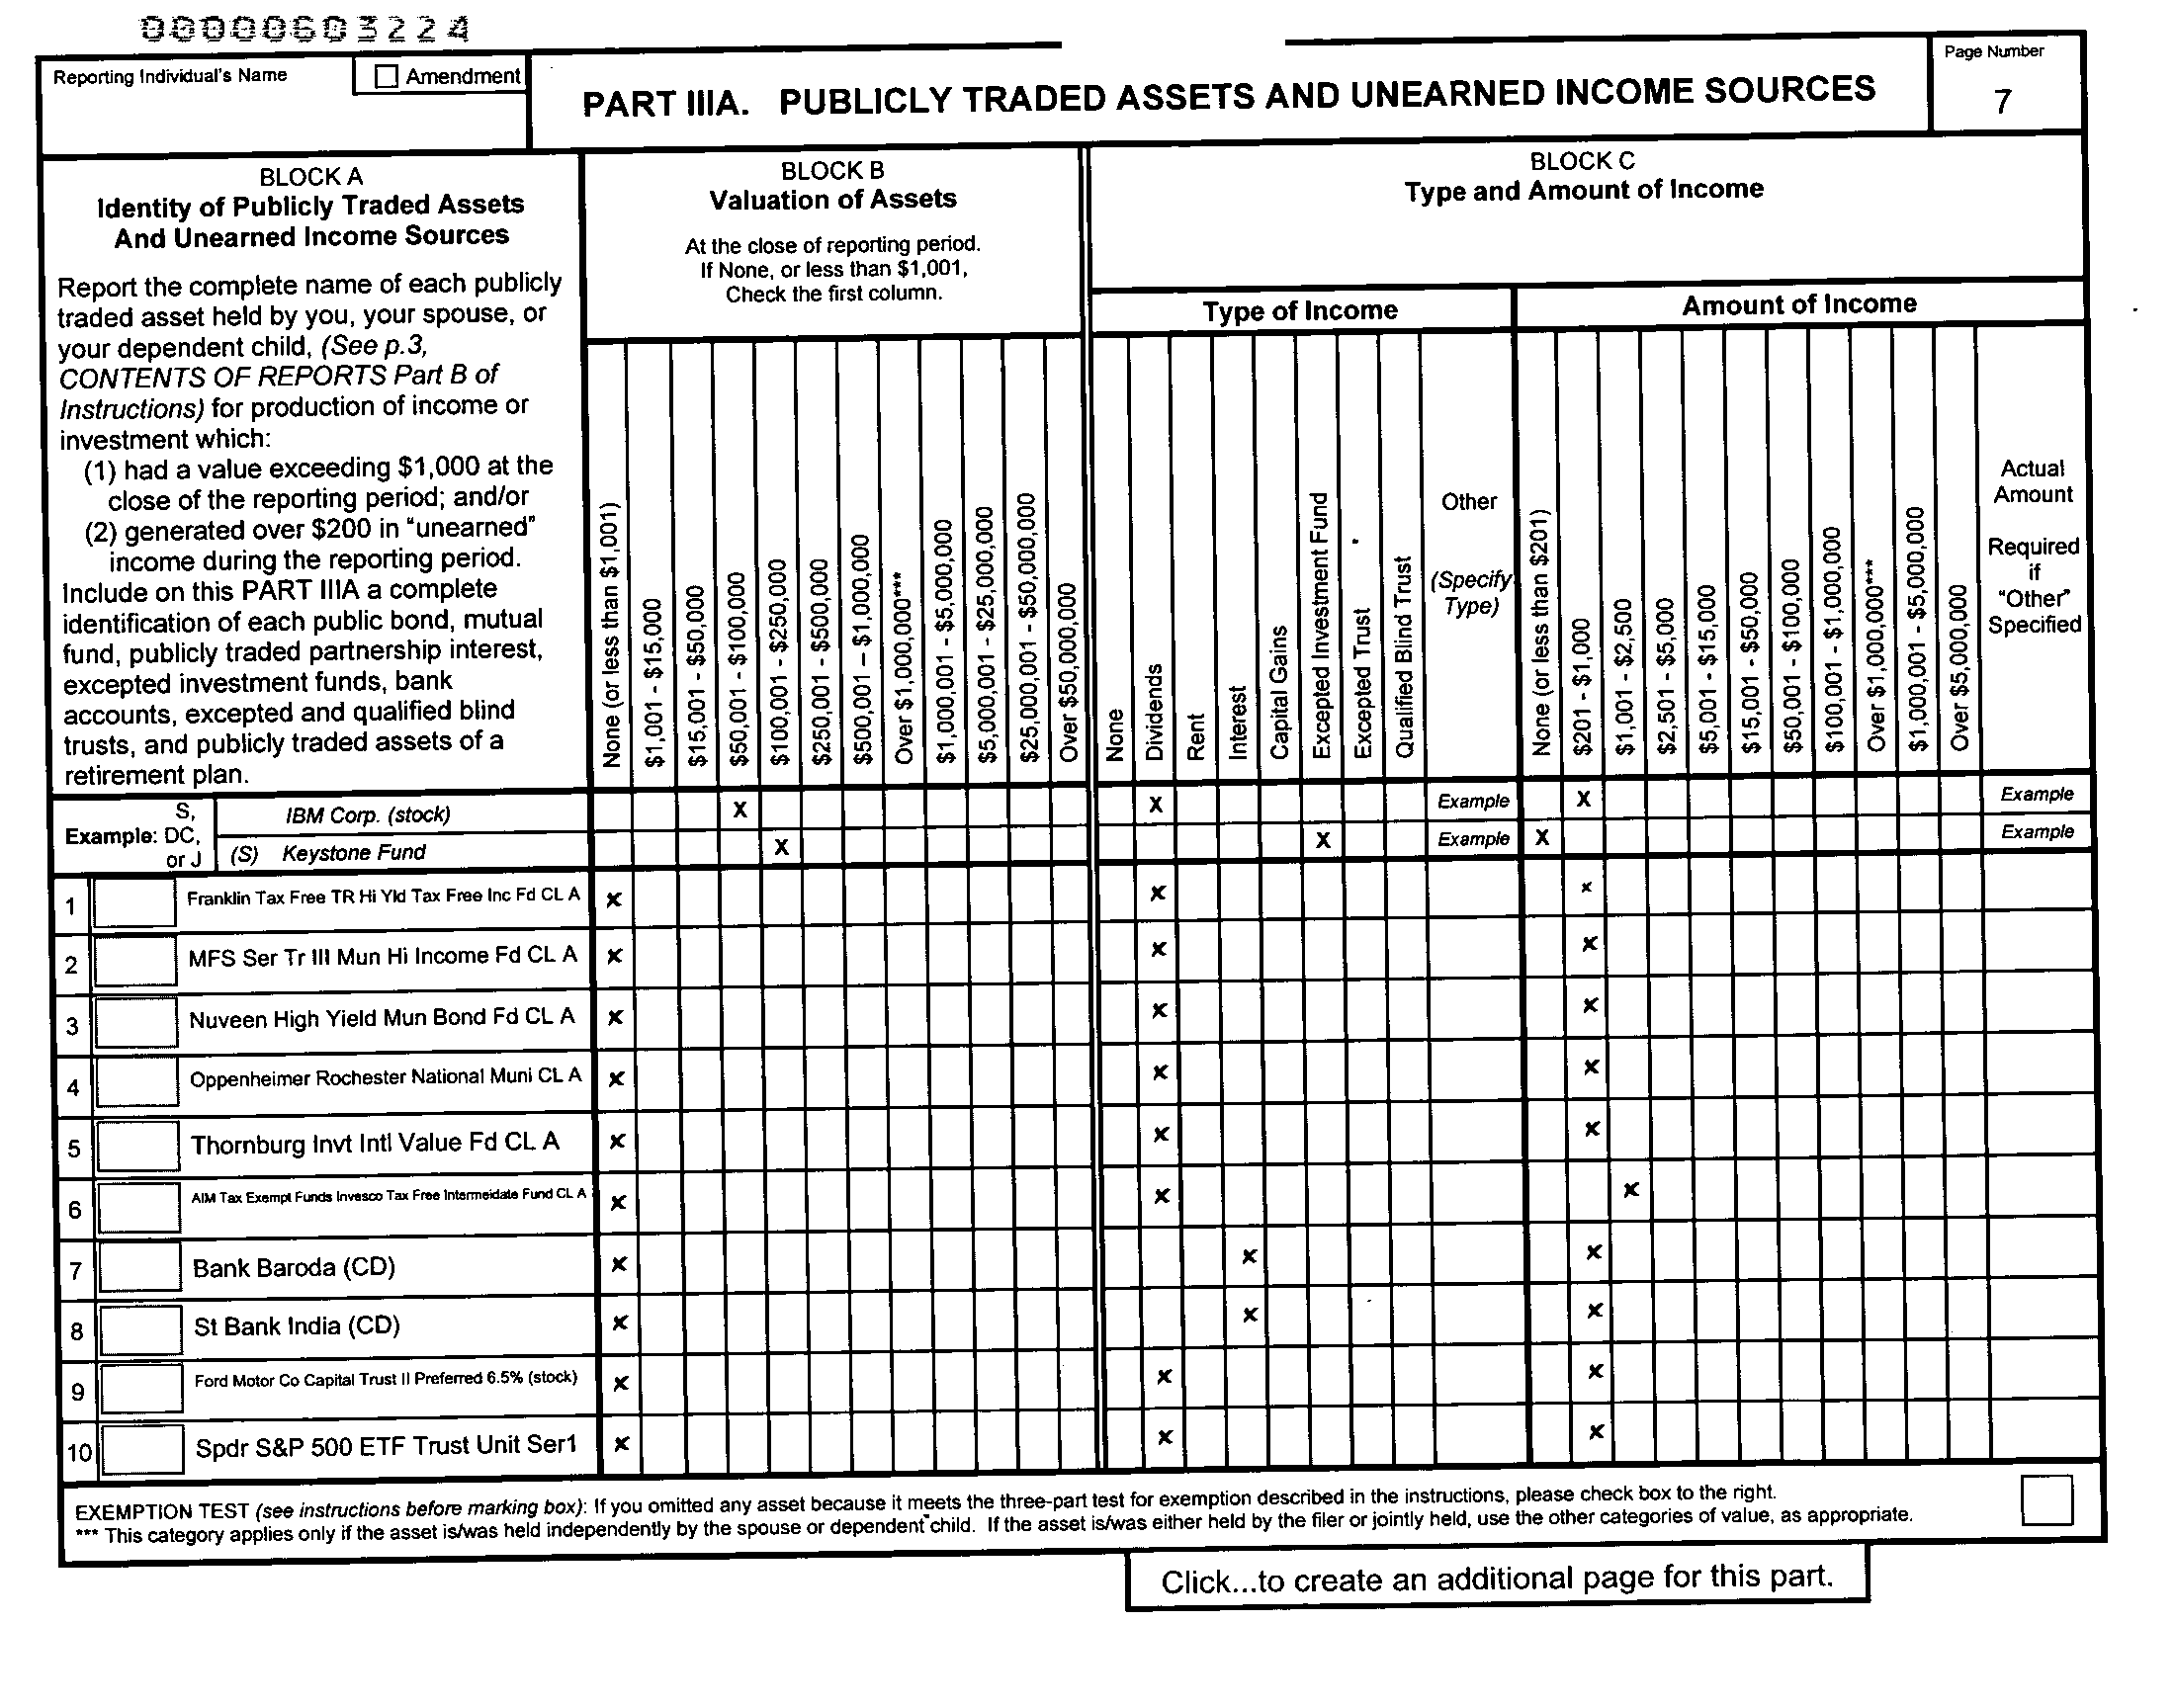 00000603224
Reporting Individual's Name
Amendment
PART IIIA. PUBLICLY TRADED ASSETS AND UNEARNED INCOME SOURCES
Page Number
7
BLOCK A
Identity of Publicly Traded Assets
And Unearned Income Sources
Report the complete name of each publicly
traded asset held by you, your spouse, or
your dependent child, (See p.3,
CONTENTS OF REPORTS Part B of
Instructions) for production of income or
investment which:
(1) had a value exceeding $1,000 at the
close of the reporting period; and/or
(2) generated over $200 in "unearned"
income during the reporting period.
Include on this PART IIIA a complete
identification of each public bond, mutual
fund, publicly traded partnership interest,
excepted investment funds, bank
accounts, excepted and qualified blind
trusts, and publicly traded assets of a
retirement plan.
BLOCK B
Valuation of Assets
At the close of reporting period.
If None, or less than $1,001,
Check the first column.
None (or less than $1,001)
$1,001 - $15,000
$15,001 - $50,000
$50,001 - $100,000
$100,001 - $250,000
$250,001 - $500,000
$500,001 – $1,000,000
Over $1,000,000***
$1,000,001 - $5,000,000
$5,000,001 - $25,000,000
$25,000,001 - $50,000,000
Over $50,000,000
BLOCK C
Type and Amount of Income
Type of Income
None
Dividends
Rent
Interest
Capital Gains
Excepted Investment Fund
Excepted Trust
Qualified Blind Trust
Other
(Specify
Type)
Amount of Income
None (or less than $201)
$201 - $1,000
$1,001 - $2,500
$2,501 - $5,000
$5,001 - $15,000
$15,001 - $50,000
$50,001 - $100,000
$100,001 - $1,000,000
Over $1,000,000***
$1,000,001 - $5,000,000
Over $5,000,000
Actual
Amount
Required
if
"Other"
Specified
Example:
S,
DC,
or J
IBM Corp. (stock) X X Example X Example
(S) Keystone Fund X X Example X Example
1 Franklin Tax Free TR Hi Yld Tax Free Inc Fd CL A x x x
2 MFS Ser Tr III Mun Hi Income Fd CL A x x x
3 Nuveen High Yield Mun Bond Fd CL A x x x
4 Oppenheimer Rochester National Muni CL A x x x
5 Thornburg Invt Intl Value Fd CL A x x x
6 AIM Tax Exempt Funds Invesco Tax Free Intermeidate Fund CL A x x x
7 Bank Baroda (CD) x x x
8 St Bank India (CD) x x x
9 Ford Motor Co Capital Trust II Preferred 6.5% (stock) x x x
10 Spdr S&P 500 ETF Trust Unit Ser1 x x x
EXEMPTION TEST (see instructions before marking box): If you omitted any asset because it meets the three-part test for exemption described in the instructions, please check box to the right.
*** This category applies only if the asset is/was held independently by the spouse or dependent child. If the asset is/was either held by the filer or jointly held, use the other categories of value, as appropriate.
Click...to create an additional page for this part.